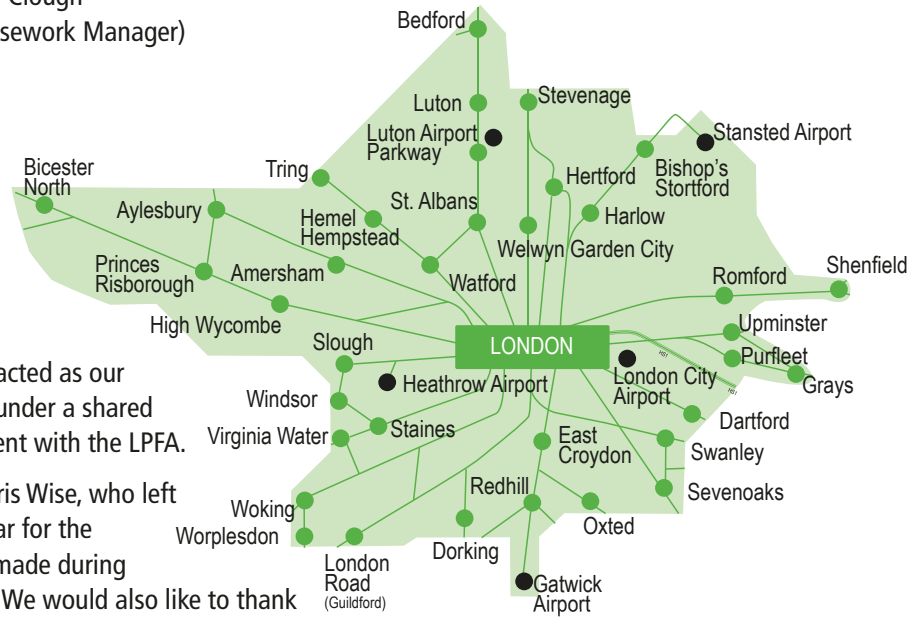 Clough
sework Manager)
acted as our
under a shared
ent with the LPFA.
ris Wise, who left
ar for the
made during
We would also like to thank
Bedford
Luton
Luton Airport
Parkway
Stevenage
Stansted Airport
Bishop's
Stortford
Hertford
Harlow
Bicester
North
Tring
Aylesbury
Hemel
Hempstead
St. Albans
Welwyn Garden City
Princes
Risborough
Amersham
Watford
High Wycombe
Romford
Shenfield
Upminster
Purfleet
Grays
Slough
LONDON
HS1
HS1
Heathrow Airport
London City
Airport
Windsor
Dartford
Virginia Water
Staines
East
Croydon
Swanley
Woking
Redhill
Sevenoaks
Worplesdon
Oxted
London
Road
(Guildford)
Dorking
Gatwick
Airport